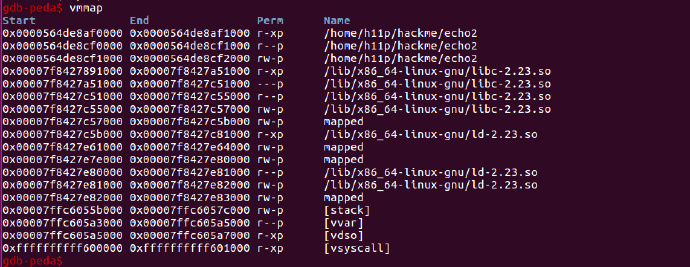 gdb-peda$ vmmap
Start End Perm Name
0x0000564de8af0000 0x0000564de8af1000 r-xp /home/h11p/hackme/echo2
0x0000564de8cf0000 0x0000564de8cf1000 r--p /home/h11p/hackme/echo2
0x0000564de8cf1000 0x0000564de8cf2000 rw-p /home/h11p/hackme/echo2
0x00007f8427891000 0x00007f8427a51000 r-xp /lib/x86_64-linux-gnu/libc-2.23.so
0x00007f8427a51000 0x00007f8427c51000 ---p /lib/x86_64-linux-gnu/libc-2.23.so
0x00007f8427c51000 0x00007f8427c55000 r--p /lib/x86_64-linux-gnu/libc-2.23.so
0x00007f8427c55000 0x00007f8427c57000 rw-p /lib/x86_64-linux-gnu/libc-2.23.so
0x00007f8427c57000 0x00007f8427c5b000 rw-p mapped
0x00007f8427c5b000 0x00007f8427c81000 r-xp /lib/x86_64-linux-gnu/ld-2.23.so
0x00007f8427e61000 0x00007f8427e64000 rw-p mapped
0x00007f8427e7e000 0x00007f8427e80000 rw-p mapped
0x00007f8427e80000 0x00007f8427e81000 r--p /lib/x86_64-linux-gnu/ld-2.23.so
0x00007f8427e81000 0x00007f8427e82000 rw-p /lib/x86_64-linux-gnu/ld-2.23.so
0x00007f8427e82000 0x00007f8427e83000 rw-p mapped
0x00007ffc6055b000 0x00007ffc6057c000 rw-p [stack]
0x00007ffc605a3000 0x00007ffc605a5000 r--p [vvar]
0x00007ffc605a5000 0x00007ffc605a7000 r-xp [vdso]
0xffffffffff600000 0xffffffffff601000 r-xp [vsyscall]
gdb-peda$